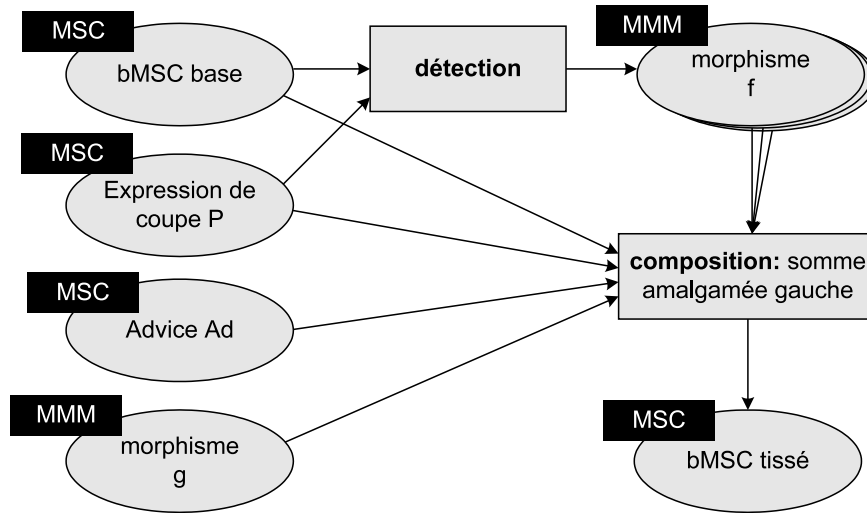 MSC
bMSC base
détection
MMM
morphisme
f
MSC
Expression de
coupe P
composition: somme
amalgamée gauche
MSC
Advice Ad
MMM
morphisme
g
MSC
bMSC tissé